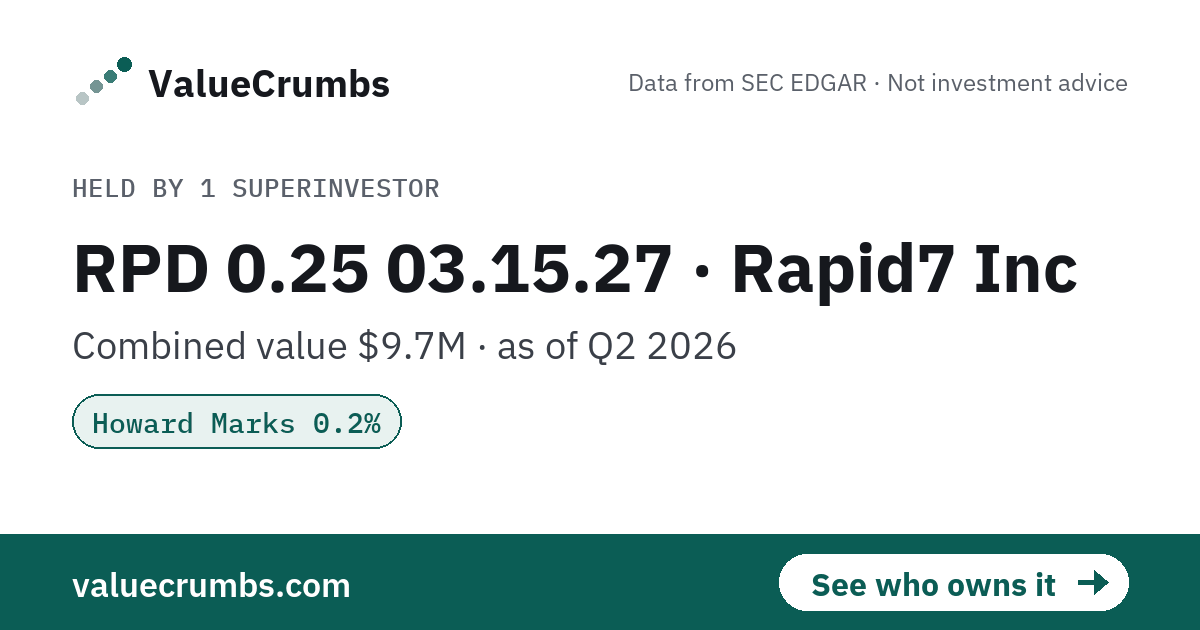 ValueCrumbs
Data from SEC EDGAR · Not investment advice
HELD BY 1 SUPERINVESTOR
RPD 0.25 03.15.27 · Rapid7 Inc
Combined value $9.7M · as of Q2 2026
Howard Marks 0.2%
valuecrumbs.com
See who owns it →